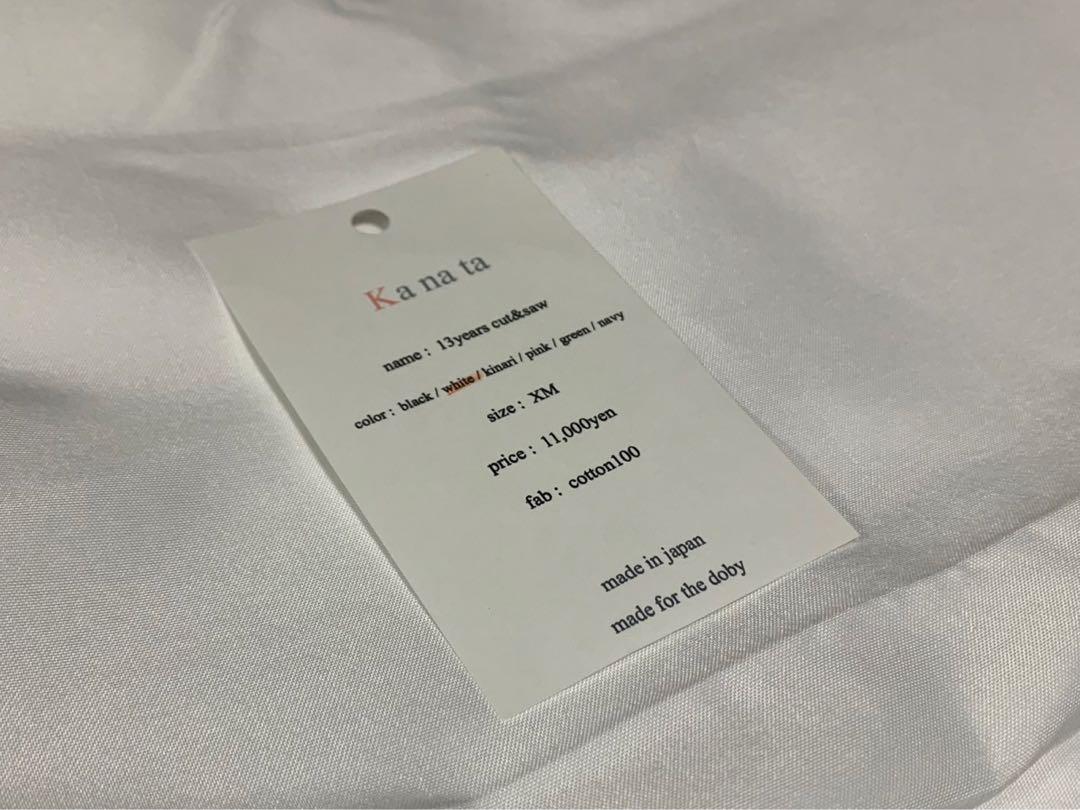 Ka na ta
name : 13years cut&saw
color : black / white / kinari / pink / green / navy
size : XM
price : 11,000yen
fab : cotton100
made in japan
made for the doby